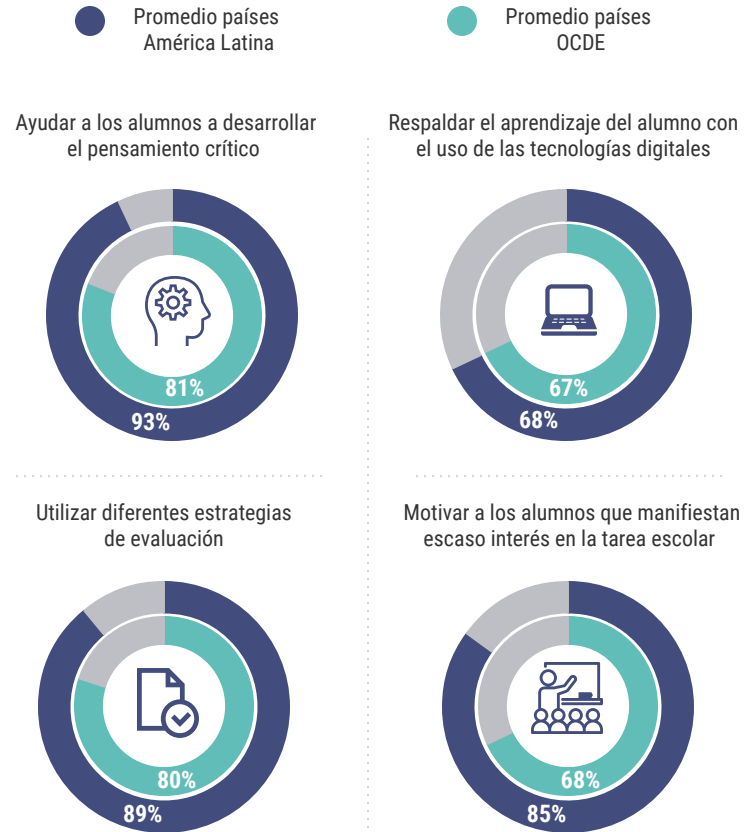 Promedio países
América Latina
Promedio países
OCDE
Ayudar a los alumnos a desarrollar
el pensamiento crítico
81%
93%
Respaldar el aprendizaje del alumno con
el uso de las tecnologías digitales
67%
68%
Utilizar diferentes estrategias
de evaluación
80%
89%
Motivar a los alumnos que manifiestan
escaso interés en la tarea escolar
68%
85%